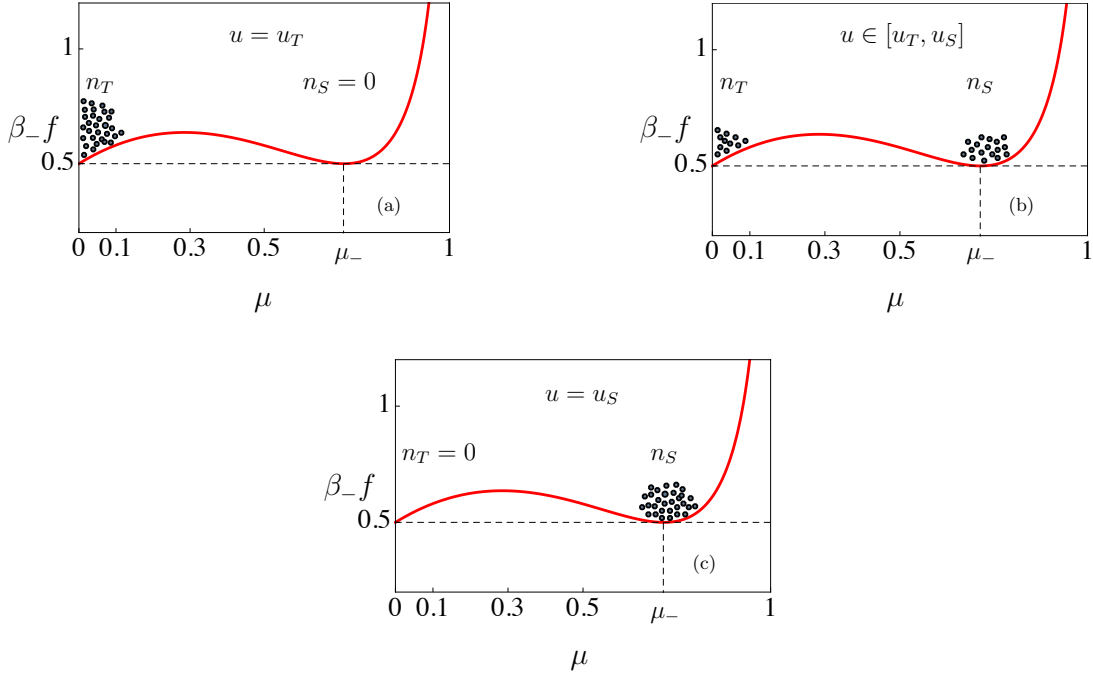 u = u_T
1
n_T
n_S = 0
β_− f
0.5
(a)
0 0.1 0.3 0.5 μ_− 1
μ
u ∈ [u_T, u_S]
1
n_T
n_S
β_− f
0.5
(b)
0 0.1 0.3 0.5 μ_− 1
μ
u = u_S
1
n_T = 0
n_S
β_− f
0.5
(c)
0 0.1 0.3 0.5 μ_− 1
μ